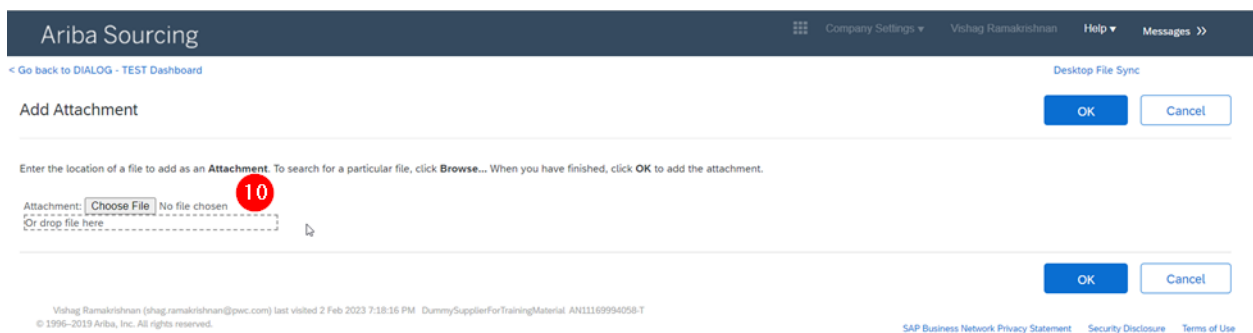 Ariba Sourcing
Company Settings ▾ Vishag Ramakrishnan Help ▾ Messages >>
< Go back to DIALOG - TEST Dashboard Desktop File Sync
Add Attachment OK Cancel
Enter the location of a file to add as an Attachment. To search for a particular file, click Browse... When you have finished, click OK to add the attachment.
10
Attachment: Choose File No file chosen
Or drop file here
OK Cancel
Vishag Ramakrishnan (shag.ramakrishnan@pwc.com) last visited 2 Feb 2023 7:18:16 PM DummySupplierForTrainingMaterial AN11169994058-T
© 1996–2019 Ariba, Inc. All rights reserved.
SAP Business Network Privacy Statement Security Disclosure Terms of Use